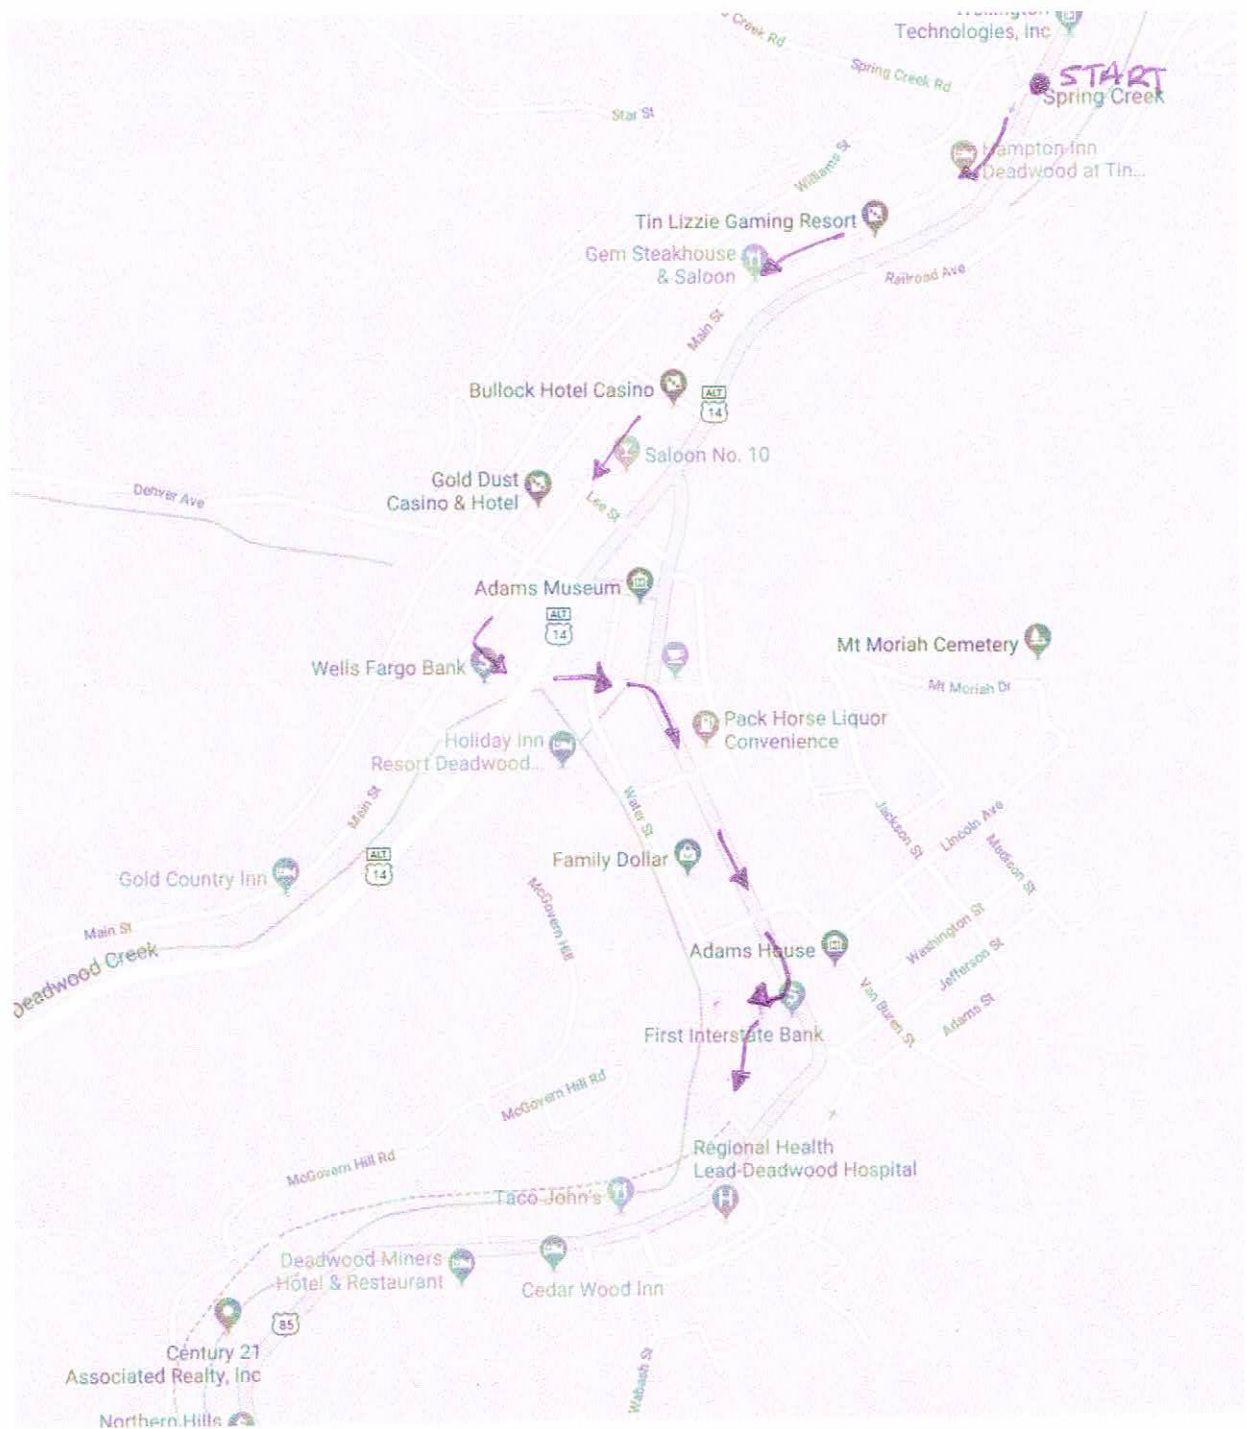 Technologies, Inc
Creek Rd
Spring Creek Rd
START
Spring Creek
Star St
Hampton Inn
Deadwood at Tin...
Williams St
Tin Lizzie Gaming Resort
Gem Steakhouse
& Saloon
Railroad Ave
Main St
Bullock Hotel Casino
ALT
14
Saloon No. 10
Gold Dust
Casino & Hotel
Lee St
Denver Ave
Adams Museum
ALT
14
Mt Moriah Cemetery
Wells Fargo Bank
Mt Moriah Dr
Pack Horse Liquor
Convenience
Holiday Inn
Resort Deadwood...
Main St
Water St
Jackson St
Lincoln Ave
Madison St
ALT
14
Family Dollar
Gold Country Inn
McGovern Hill
Main St
Deadwood Creek
Adams House
Washington St
Jefferson St
Van Buren St
Adams St
First Interstate Bank
McGovern Hill Rd
McGovern Hill Rd
Regional Health
Lead-Deadwood Hospital
H
Taco John's
Deadwood Miners
Hotel & Restaurant
Cedar Wood Inn
85
Century 21
Associated Realty, Inc
Wabash St
Northern Hills